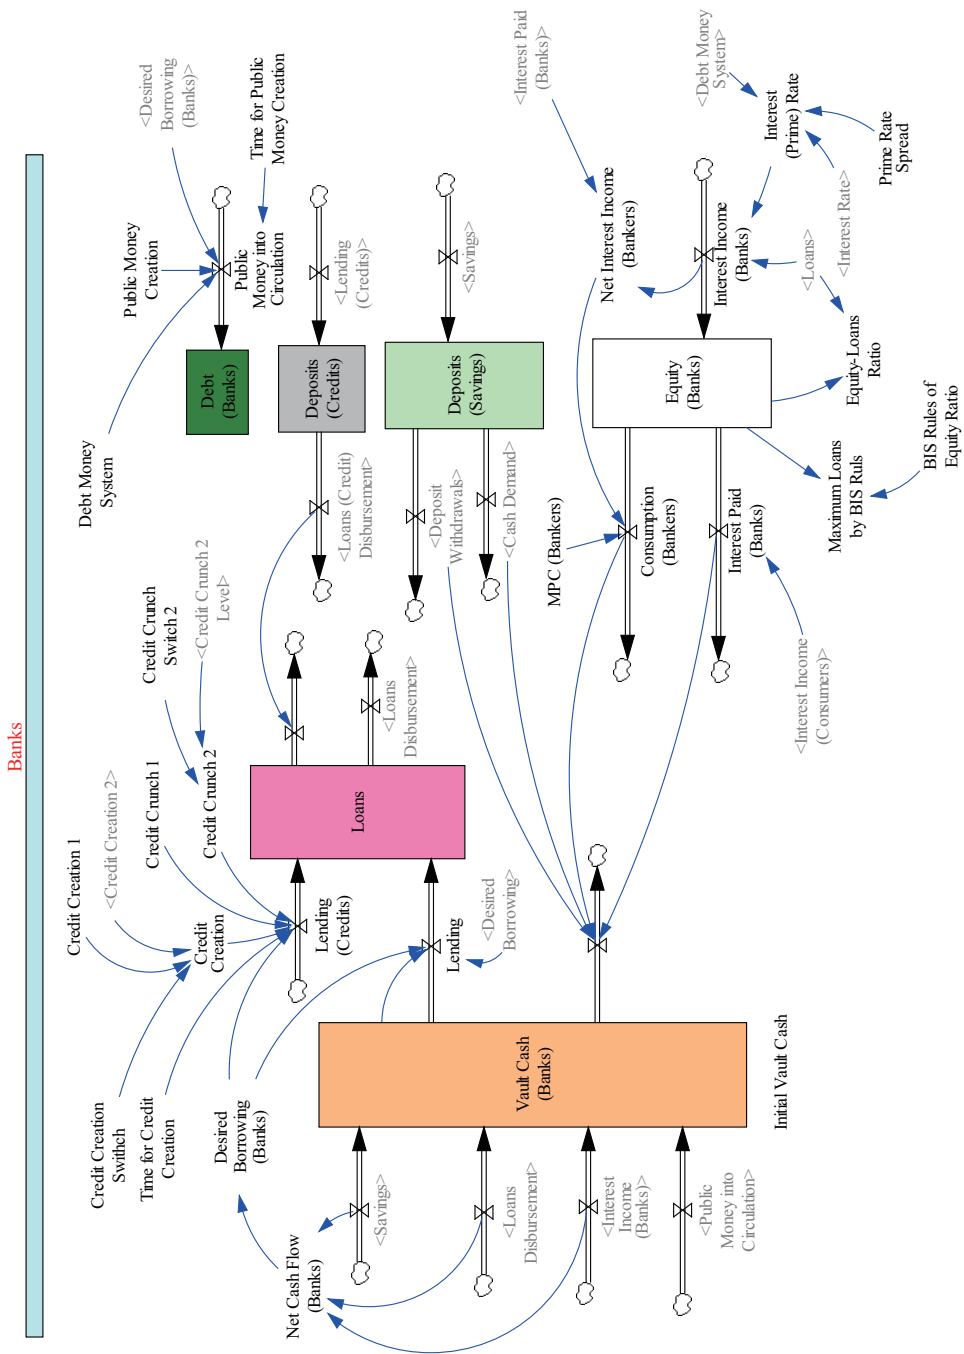 Banks
Credit Creation 1
Debt Money
System
Credit Creation
Swithch
<Credit Creation 2>
Public Money
Creation
Time for Credit
Creation
Credit Crunch 1
Credit Crunch
Switch 2
<Desired
Borrowing
(Banks)>
Credit
Creation
Credit Crunch 2
<Credit Crunch 2
Level>
Desired
Borrowing
(Banks)
Debt
(Banks)
Public
Money into
Circulation
Time for Public
Money Creation
Net Cash Flow
(Banks)
Lending
(Credits)
Deposits
(Credits)
<Lending
(Credits)>
<Loans (Credit)
Disbursement>
Loans
<Savings>
<Loans
Disbursement>
Lending
<Desired
Borrowing>
<Deposit
Withdrawals>
Deposits
(Savings)
<Savings>
<Cash Demand>
<Loans
Disbursement>
Vault Cash
(Banks)
MPC (Bankers)
<Interest Paid
(Banks)>
<Interest
Income
(Banks)>
Net Interest Income
(Bankers)
Consumption
(Bankers)
Equity
(Banks)
<Public
Money into
Circulation>
Interest Paid
(Banks)
Interest Income
(Banks)
<Debt Money
System>
Initial Vault Cash
<Interest Income
(Consumers)>
Interest
(Prime) Rate
<Loans>
<Interest Rate>
Maximum Loans
by BIS Ruls
Equity-Loans
Ratio
Prime Rate
Spread
BIS Rules of
Equity Ratio